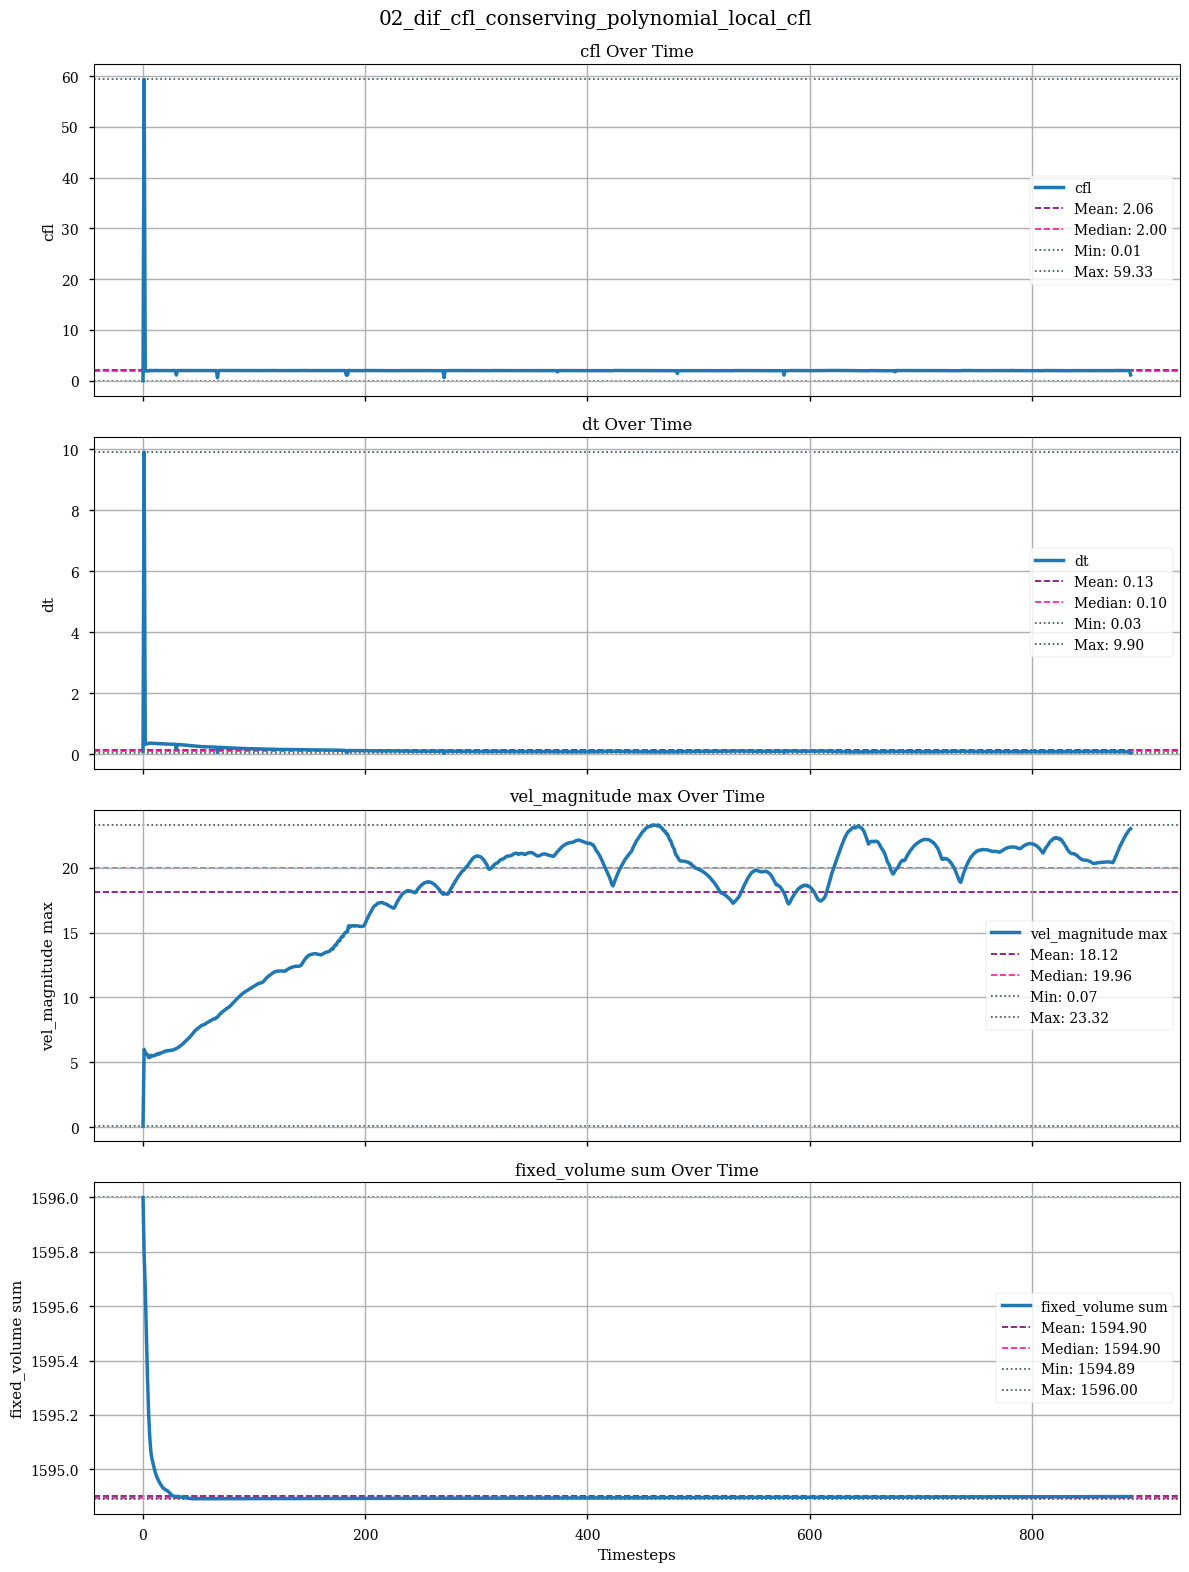 02_dif_cfl_conserving_polynomial_local_cfl
cfl Over Time
60
50
40
30
20
10
0
cfl
cfl
Mean: 2.06
Median: 2.00
Min: 0.01
Max: 59.33
dt Over Time
10
8
6
4
2
0
dt
dt
Mean: 0.13
Median: 0.10
Min: 0.03
Max: 9.90
vel_magnitude max Over Time
20
15
10
5
0
vel_magnitude max
vel_magnitude max
Mean: 18.12
Median: 19.96
Min: 0.07
Max: 23.32
fixed_volume sum Over Time
1596.0
1595.8
1595.6
1595.4
1595.2
1595.0
fixed_volume sum
fixed_volume sum
Mean: 1594.90
Median: 1594.90
Min: 1594.89
Max: 1596.00
0 200 400 600 800
Timesteps